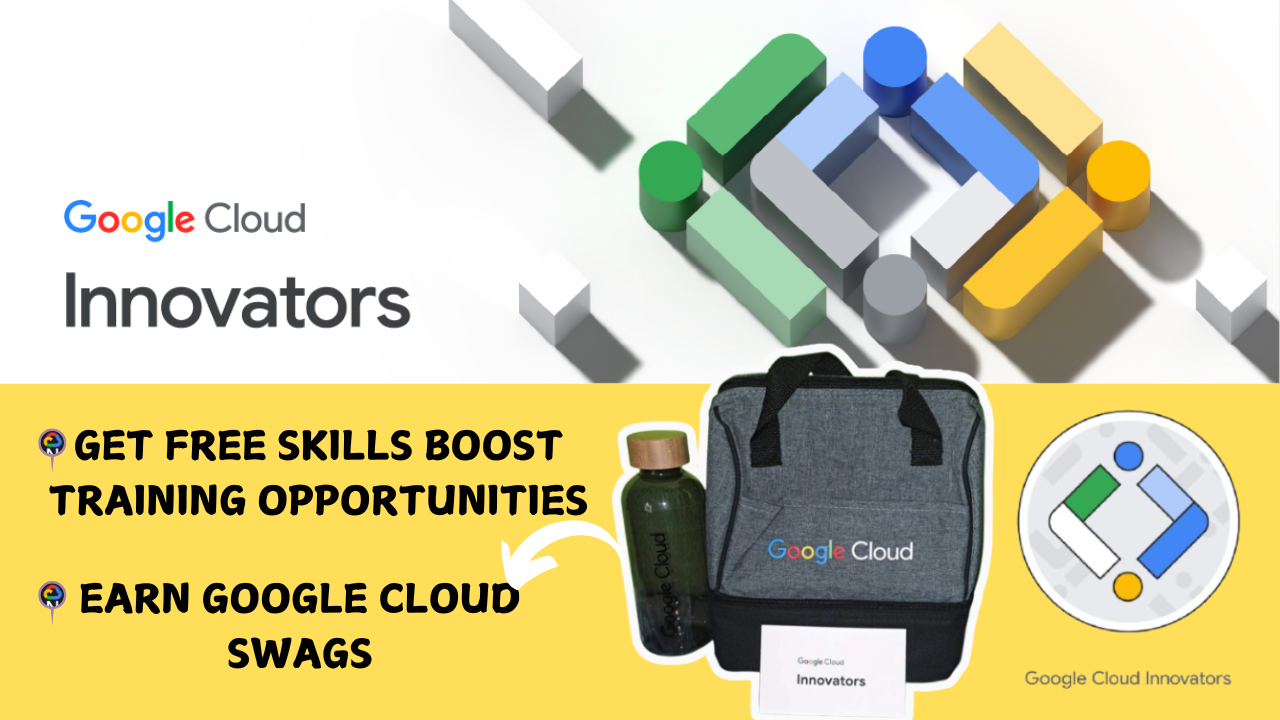 Google Cloud
Innovators
GET FREE SKILLS BOOST
TRAINING OPPORTUNITIES
EARN GOOGLE CLOUD
SWAGS
Google Cloud
Google Cloud
Google Cloud
Innovators
Google Cloud Innovators